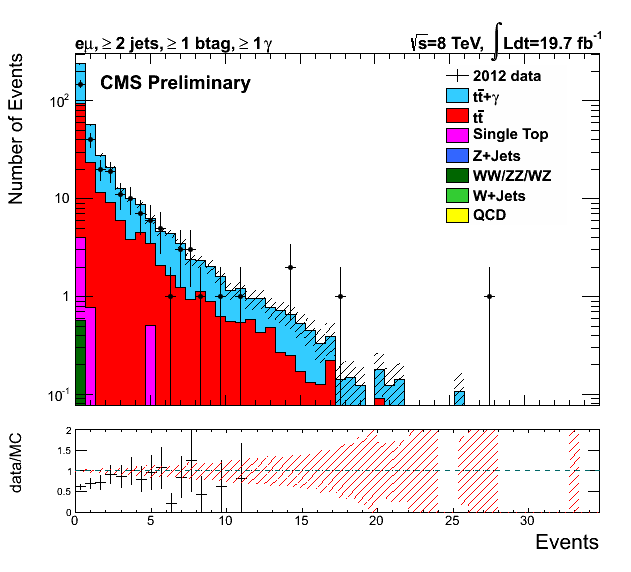 eμ, ≥ 2 jets, ≥ 1 btag, ≥ 1 γ
√s=8 TeV, ∫Ldt=19.7 fb⁻¹
CMS Preliminary
Number of Events
10²
10
1
10⁻¹
2012 data
tt̄+γ
tt̄
Single Top
Z+Jets
WW/ZZ/WZ
W+Jets
QCD
data/MC
2
1.5
1
0.5
0
0 5 10 15 20 25 30
Events